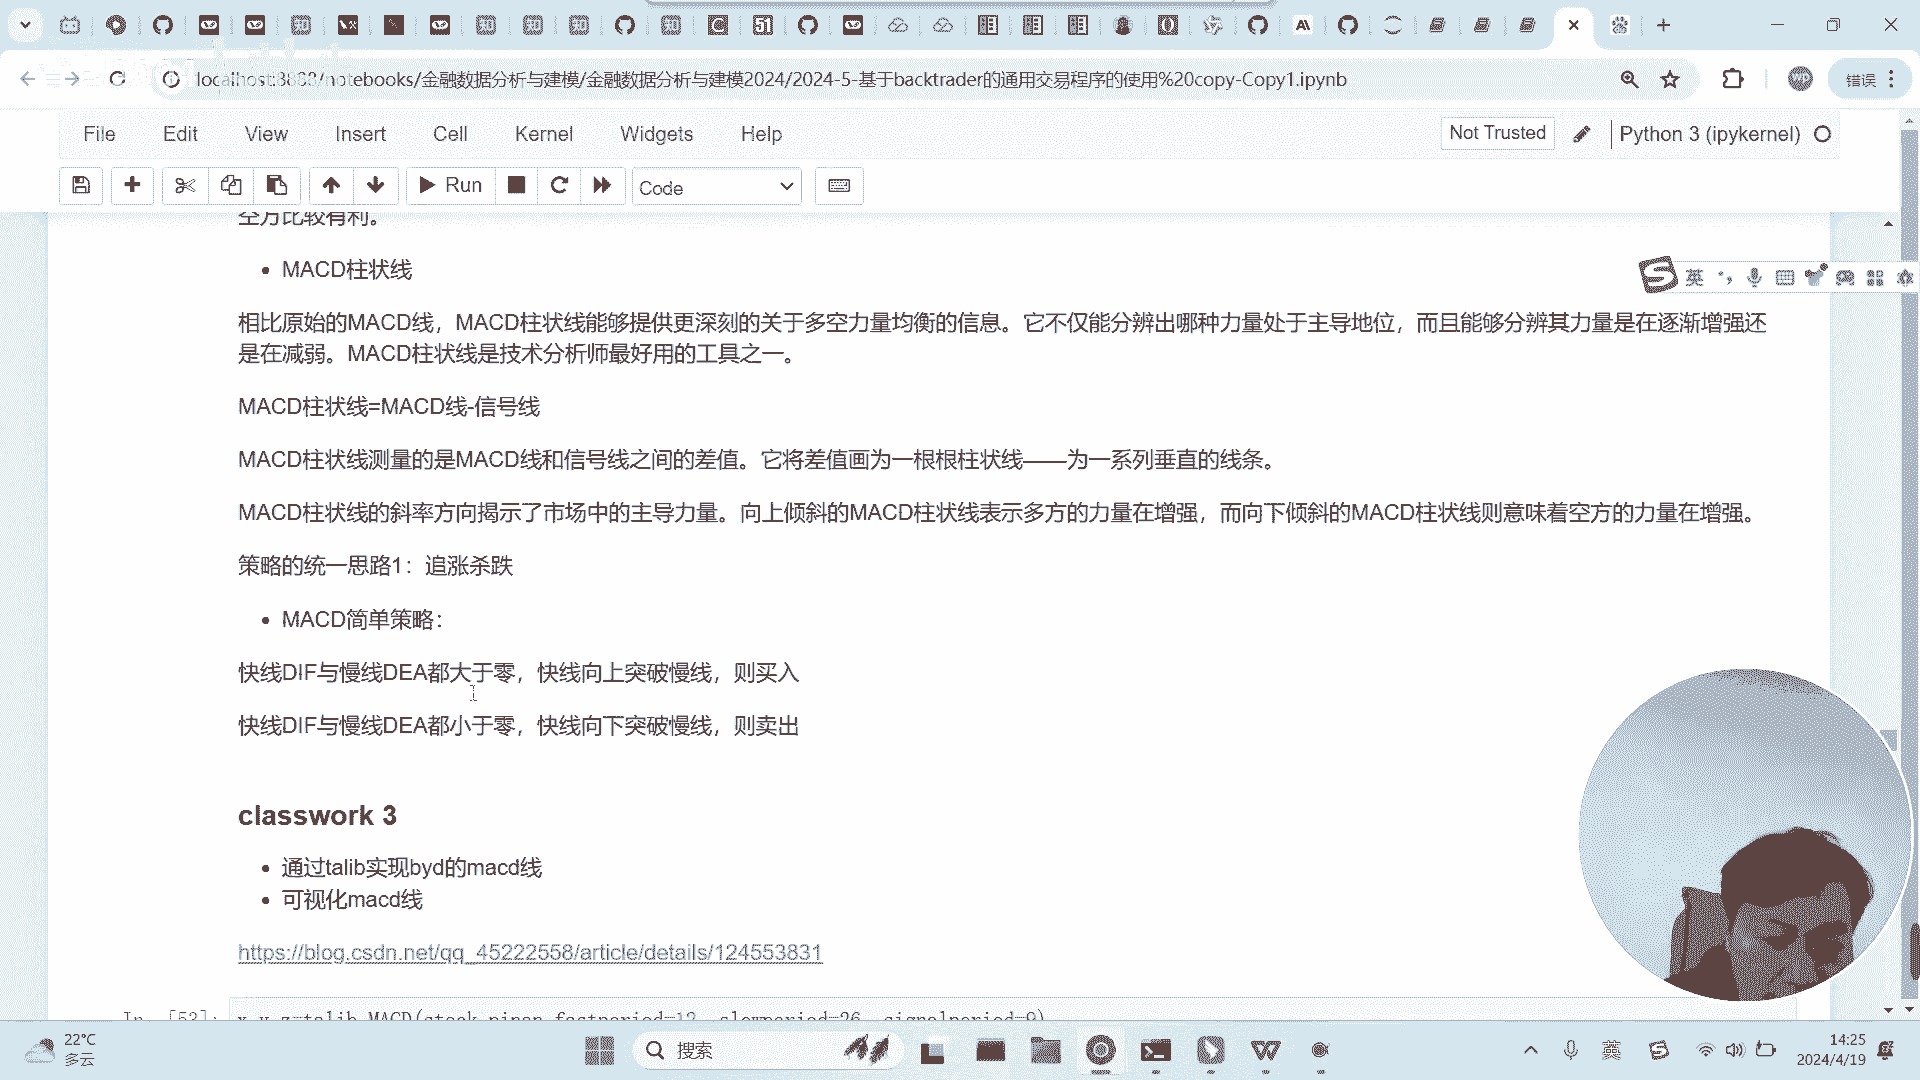 localhost:8888/notebooks/金融数据分析与建模/金融数据分析与建模2024/2024-5-基于backtrader的通用交易程序的使用%20copy-Copy1.ipynb
错误
File Edit View Insert Cell Kernel Widgets Help
Not Trusted
Python 3 (ipykernel)
Run
Code
空方比较有利。
MACD柱状线
英
相比原始的MACD线，MACD柱状线能够提供更深刻的关于多空力量均衡的信息。它不仅能分辨出哪种力量处于主导地位，而且能够分辨其力量是在逐渐增强还
是在减弱。MACD柱状线是技术分析师最好用的工具之一。
MACD柱状线=MACD线-信号线
MACD柱状线测量的是MACD线和信号线之间的差值。它将差值画为一根根柱状线——为一系列垂直的线条。
MACD柱状线的斜率方向揭示了市场中的主导力量。向上倾斜的MACD柱状线表示多方的力量在增强，而向下倾斜的MACD柱状线则意味着空方的力量在增强。
策略的统一思路1：追涨杀跌
MACD简单策略：
快线DIF与慢线DEA都大于零，快线向上突破慢线，则买入
快线DIF与慢线DEA都小于零，快线向下突破慢线，则卖出
classwork 3
通过talib实现byd的macd线
可视化macd线
https://blog.csdn.net/qq_45222558/article/details/124553831
In [53]: x,y,z=talib.MACD(stock.pinan,fastperiod=12, slowperiod=26, signalperiod=9)
22°C
多云
搜索
英
14:25
2024/4/19